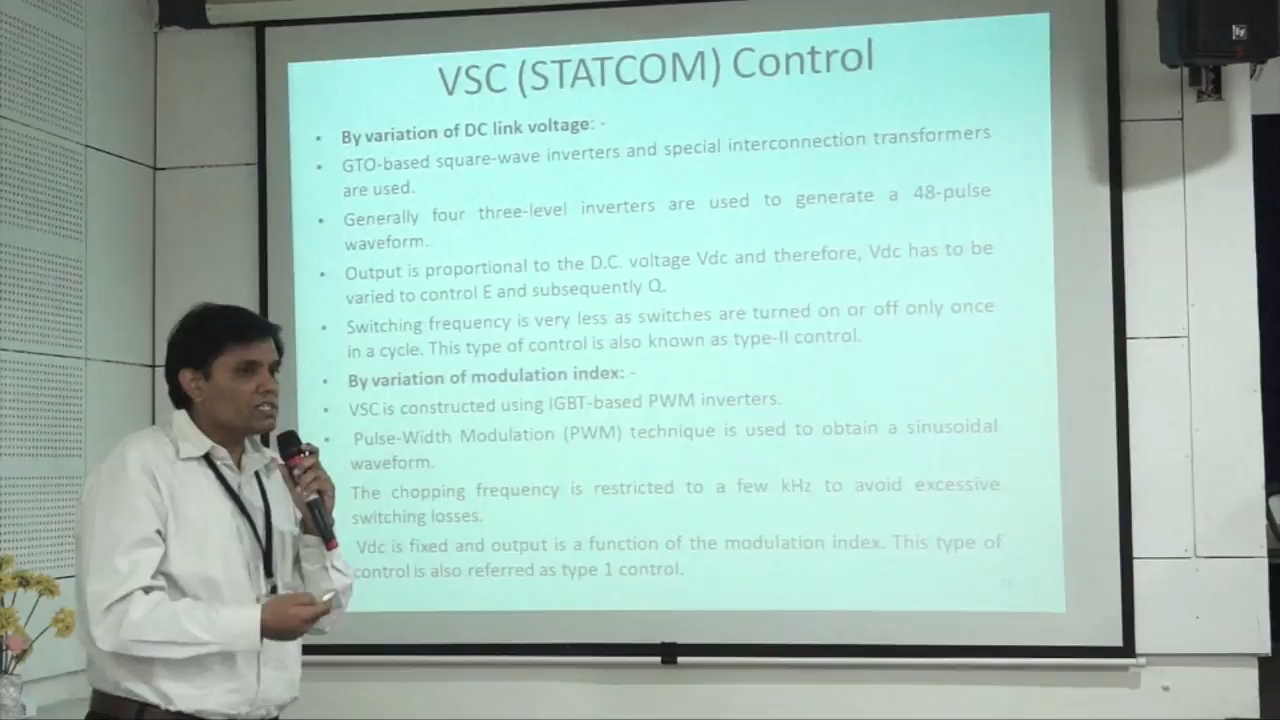 VSC (STATCOM) Control
• By variation of DC link voltage: -
• GTO-based square-wave inverters and special interconnection transformers
are used.
• Generally four three-level inverters are used to generate a 48-pulse
waveform.
• Output is proportional to the D.C. voltage Vdc and therefore, Vdc has to be
varied to control E and subsequently Q.
• Switching frequency is very less as switches are turned on or off only once
in a cycle. This type of control is also known as type-II control.
• By variation of modulation index: -
• VSC is constructed using IGBT-based PWM inverters.
• Pulse-Width Modulation (PWM) technique is used to obtain a sinusoidal
waveform.
The chopping frequency is restricted to a few kHz to avoid excessive
switching losses.
Vdc is fixed and output is a function of the modulation index. This type of
control is also referred as type 1 control.